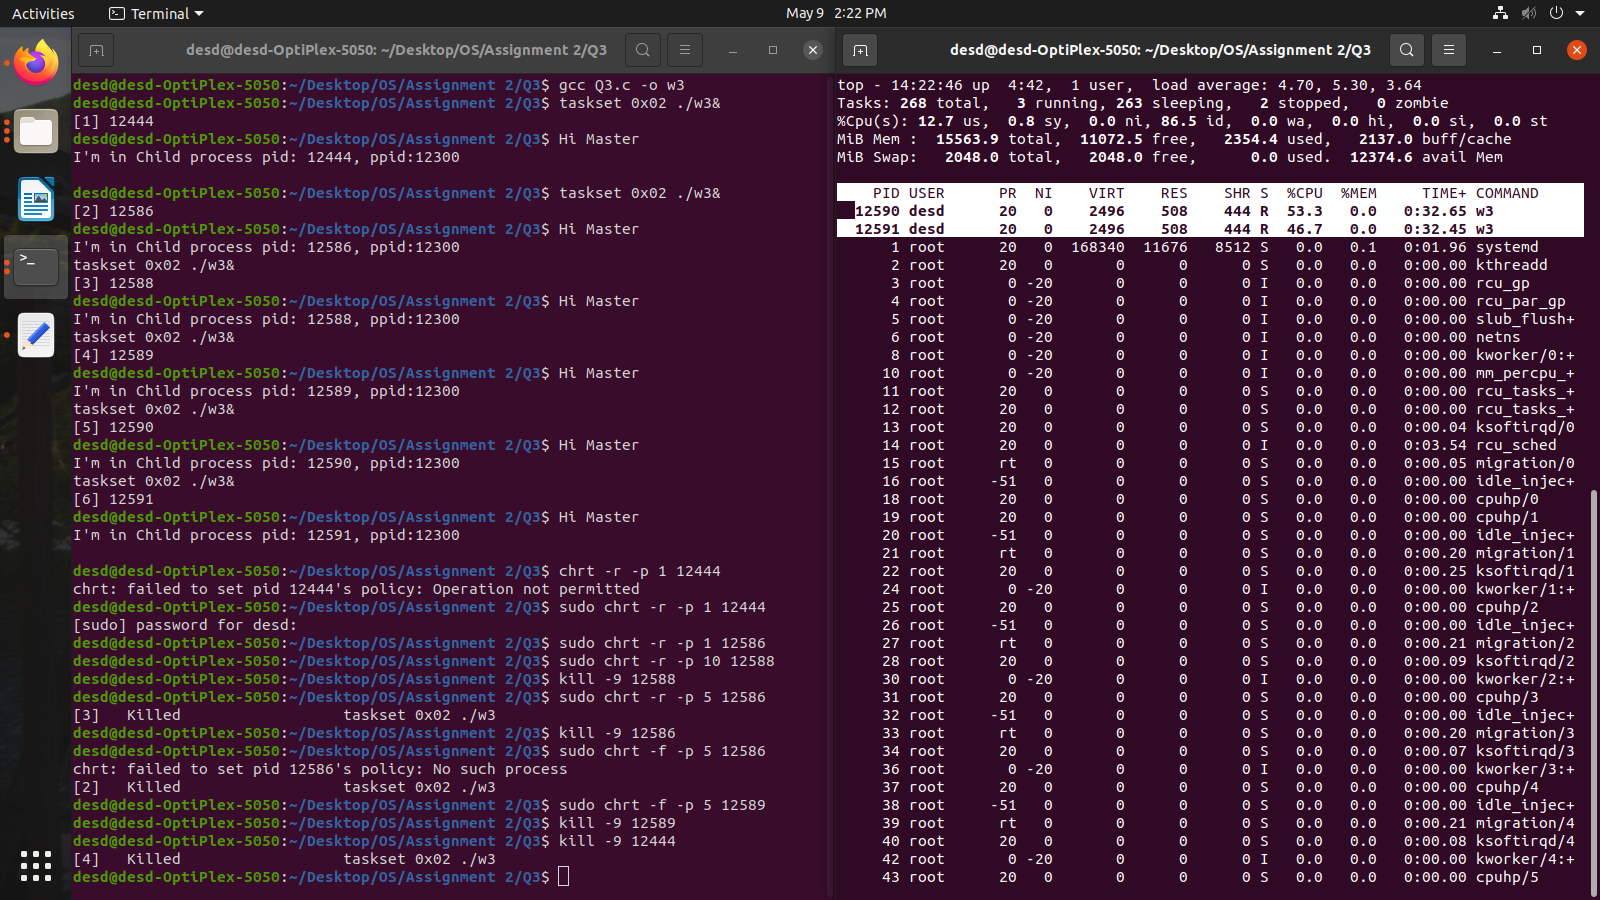 Activities Terminal May 9 2:22 PM
desd@desd-OptiPlex-5050: ~/Desktop/OS/Assignment 2/Q3
desd@desd-OptiPlex-5050:~/Desktop/OS/Assignment 2/Q3$ gcc Q3.c -o w3
desd@desd-OptiPlex-5050:~/Desktop/OS/Assignment 2/Q3$ taskset 0x02 ./w3&
[1] 12444
desd@desd-OptiPlex-5050:~/Desktop/OS/Assignment 2/Q3$ Hi Master
I'm in Child process pid: 12444, ppid:12300
desd@desd-OptiPlex-5050:~/Desktop/OS/Assignment 2/Q3$ taskset 0x02 ./w3&
[2] 12586
desd@desd-OptiPlex-5050:~/Desktop/OS/Assignment 2/Q3$ Hi Master
I'm in Child process pid: 12586, ppid:12300
taskset 0x02 ./w3&
[3] 12588
desd@desd-OptiPlex-5050:~/Desktop/OS/Assignment 2/Q3$ Hi Master
I'm in Child process pid: 12588, ppid:12300
taskset 0x02 ./w3&
[4] 12589
desd@desd-OptiPlex-5050:~/Desktop/OS/Assignment 2/Q3$ Hi Master
I'm in Child process pid: 12589, ppid:12300
taskset 0x02 ./w3&
[5] 12590
desd@desd-OptiPlex-5050:~/Desktop/OS/Assignment 2/Q3$ Hi Master
I'm in Child process pid: 12590, ppid:12300
taskset 0x02 ./w3&
[6] 12591
desd@desd-OptiPlex-5050:~/Desktop/OS/Assignment 2/Q3$ Hi Master
I'm in Child process pid: 12591, ppid:12300
desd@desd-OptiPlex-5050:~/Desktop/OS/Assignment 2/Q3$ chrt -r -p 1 12444
chrt: failed to set pid 12444's policy: Operation not permitted
desd@desd-OptiPlex-5050:~/Desktop/OS/Assignment 2/Q3$ sudo chrt -r -p 1 12444
[sudo] password for desd:
desd@desd-OptiPlex-5050:~/Desktop/OS/Assignment 2/Q3$ sudo chrt -r -p 1 12586
desd@desd-OptiPlex-5050:~/Desktop/OS/Assignment 2/Q3$ sudo chrt -r -p 10 12588
desd@desd-OptiPlex-5050:~/Desktop/OS/Assignment 2/Q3$ kill -9 12588
desd@desd-OptiPlex-5050:~/Desktop/OS/Assignment 2/Q3$ sudo chrt -r -p 5 12586
[3] Killed taskset 0x02 ./w3
desd@desd-OptiPlex-5050:~/Desktop/OS/Assignment 2/Q3$ kill -9 12586
desd@desd-OptiPlex-5050:~/Desktop/OS/Assignment 2/Q3$ sudo chrt -f -p 5 12586
chrt: failed to set pid 12586's policy: No such process
[2] Killed taskset 0x02 ./w3
desd@desd-OptiPlex-5050:~/Desktop/OS/Assignment 2/Q3$ sudo chrt -f -p 5 12589
desd@desd-OptiPlex-5050:~/Desktop/OS/Assignment 2/Q3$ kill -9 12589
desd@desd-OptiPlex-5050:~/Desktop/OS/Assignment 2/Q3$ kill -9 12444
[4] Killed taskset 0x02 ./w3
desd@desd-OptiPlex-5050:~/Desktop/OS/Assignment 2/Q3$
desd@desd-OptiPlex-5050: ~/Desktop/OS/Assignment 2/Q3
top - 14:22:46 up 4:42, 1 user, load average: 4.70, 5.30, 3.64
Tasks: 268 total, 3 running, 263 sleeping, 2 stopped, 0 zombie
%Cpu(s): 12.7 us, 0.8 sy, 0.0 ni, 86.5 id, 0.0 wa, 0.0 hi, 0.0 si, 0.0 st
MiB Mem : 15563.9 total, 11072.5 free, 2354.4 used, 2137.0 buff/cache
MiB Swap: 2048.0 total, 2048.0 free, 0.0 used. 12374.6 avail Mem
PID USER PR NI VIRT RES SHR S %CPU %MEM TIME+ COMMAND
12590 desd 20 0 2496 508 444 R 53.3 0.0 0:32.65 w3
12591 desd 20 0 2496 508 444 R 46.7 0.0 0:32.45 w3
1 root 20 0 168340 11676 8512 S 0.0 0.1 0:01.96 systemd
2 root 20 0 0 0 0 S 0.0 0.0 0:00.00 kthreadd
3 root 0 -20 0 0 0 I 0.0 0.0 0:00.00 rcu_gp
4 root 0 -20 0 0 0 I 0.0 0.0 0:00.00 rcu_par_gp
5 root 0 -20 0 0 0 I 0.0 0.0 0:00.00 slub_flush+
6 root 0 -20 0 0 0 I 0.0 0.0 0:00.00 netns
8 root 0 -20 0 0 0 I 0.0 0.0 0:00.00 kworker/0:+
10 root 0 -20 0 0 0 I 0.0 0.0 0:00.00 mm_percpu_+
11 root 20 0 0 0 0 S 0.0 0.0 0:00.00 rcu_tasks_+
12 root 20 0 0 0 0 S 0.0 0.0 0:00.00 rcu_tasks_+
13 root 20 0 0 0 0 S 0.0 0.0 0:00.04 ksoftirqd/0
14 root 20 0 0 0 0 I 0.0 0.0 0:03.54 rcu_sched
15 root rt 0 0 0 0 S 0.0 0.0 0:00.05 migration/0
16 root -51 0 0 0 0 S 0.0 0.0 0:00.00 idle_injec+
18 root 20 0 0 0 0 S 0.0 0.0 0:00.00 cpuhp/0
19 root 20 0 0 0 0 S 0.0 0.0 0:00.00 cpuhp/1
20 root -51 0 0 0 0 S 0.0 0.0 0:00.00 idle_injec+
21 root rt 0 0 0 0 S 0.0 0.0 0:00.20 migration/1
22 root 20 0 0 0 0 S 0.0 0.0 0:00.25 ksoftirqd/1
24 root 0 -20 0 0 0 I 0.0 0.0 0:00.00 kworker/1:+
25 root 20 0 0 0 0 S 0.0 0.0 0:00.00 cpuhp/2
26 root -51 0 0 0 0 S 0.0 0.0 0:00.00 idle_injec+
27 root rt 0 0 0 0 S 0.0 0.0 0:00.21 migration/2
28 root 20 0 0 0 0 S 0.0 0.0 0:00.09 ksoftirqd/2
30 root 0 -20 0 0 0 I 0.0 0.0 0:00.00 kworker/2:+
31 root 20 0 0 0 0 S 0.0 0.0 0:00.00 cpuhp/3
32 root -51 0 0 0 0 S 0.0 0.0 0:00.00 idle_injec+
33 root rt 0 0 0 0 S 0.0 0.0 0:00.20 migration/3
34 root 20 0 0 0 0 S 0.0 0.0 0:00.07 ksoftirqd/3
36 root 0 -20 0 0 0 I 0.0 0.0 0:00.00 kworker/3:+
37 root 20 0 0 0 0 S 0.0 0.0 0:00.00 cpuhp/4
38 root -51 0 0 0 0 S 0.0 0.0 0:00.00 idle_injec+
39 root rt 0 0 0 0 S 0.0 0.0 0:00.21 migration/4
40 root 20 0 0 0 0 S 0.0 0.0 0:00.08 ksoftirqd/4
42 root 0 -20 0 0 0 I 0.0 0.0 0:00.00 kworker/4:+
43 root 20 0 0 0 0 S 0.0 0.0 0:00.00 cpuhp/5